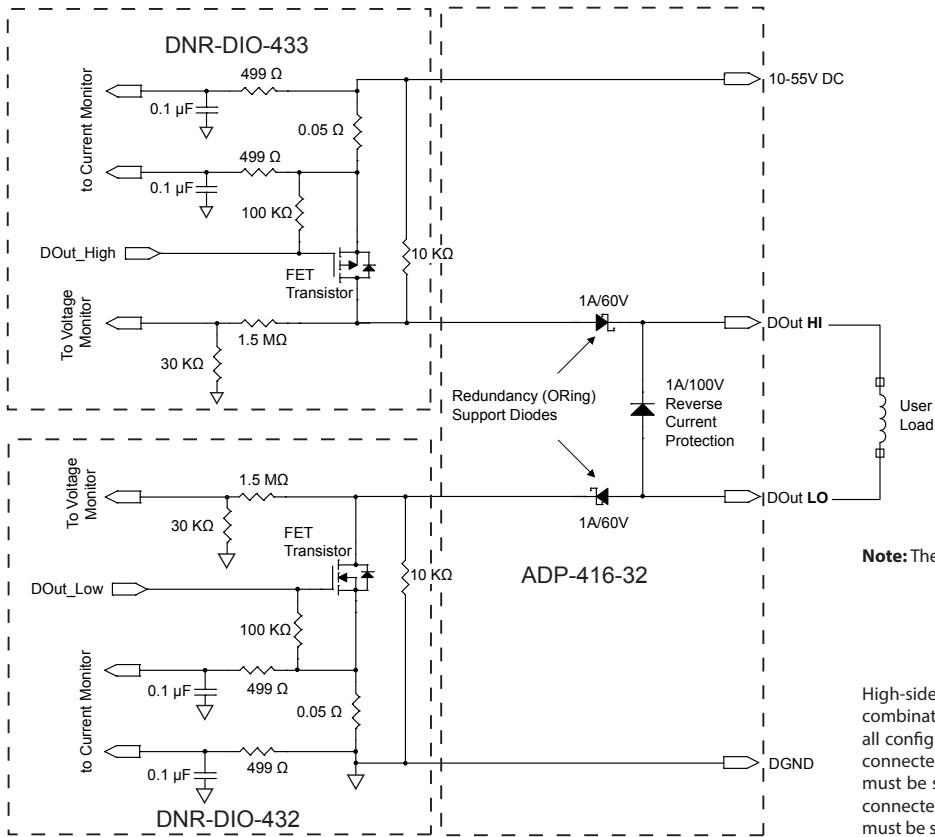 DNR-DIO-433
499 Ω
0.1 µF
to Current Monitor
0.05 Ω
499 Ω
0.1 µF
100 KΩ
DOut_High
FET
Transistor
10 KΩ
To Voltage
Monitor
1.5 MΩ
30 KΩ
10-55V DC
1A/60V
DOut HI
Redundancy (ORing)
Support Diodes
1A/100V
Reverse
Current
Protection
User
Load
To Voltage
Monitor
1.5 MΩ
30 KΩ
FET
Transistor
DOut_Low
10 KΩ
1A/60V
DOut LO
ADP-416-32
100 KΩ
to Current Monitor
0.1 µF
499 Ω
0.05 Ω
0.1 µF
499 Ω
DGND
DNR-DIO-432
Note: The
High-side
combinat
all config
connecte
must be s
connecte
must be s